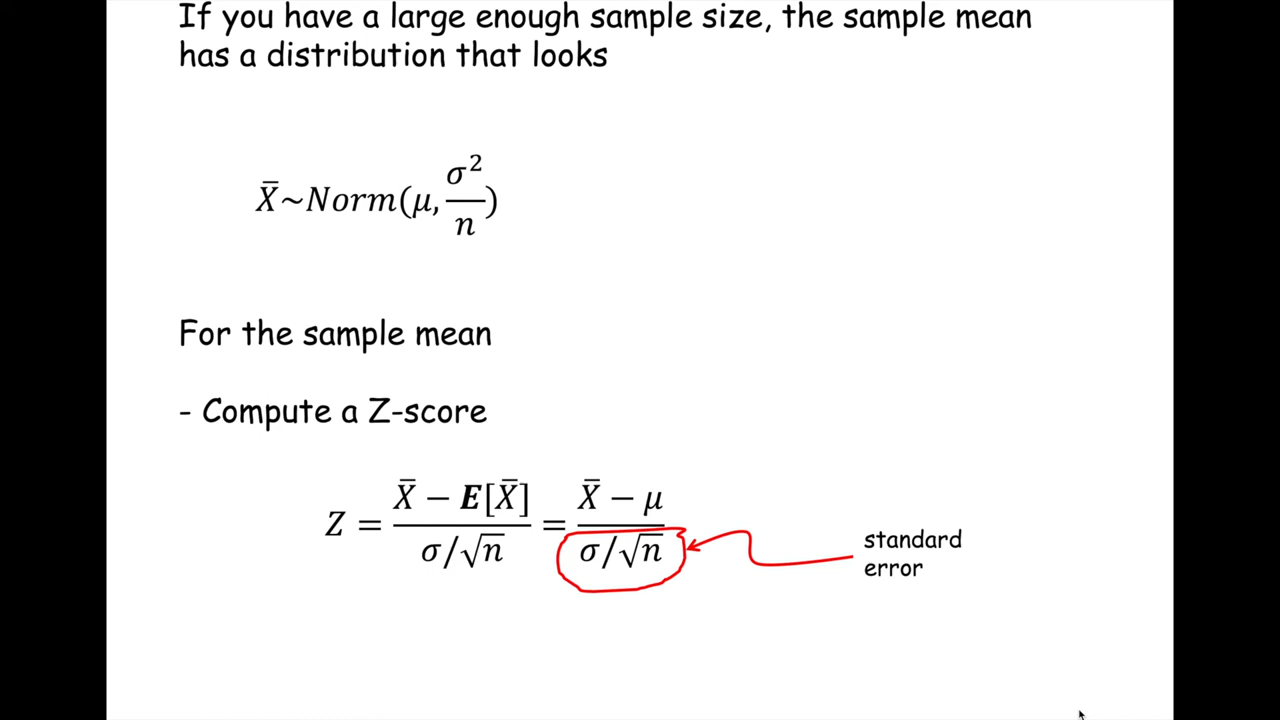 If you have a large enough sample size, the sample mean
has a distribution that looks
X̄~Norm(μ, σ²/n)
For the sample mean
- Compute a Z-score
Z = (X̄ − E[X̄])/(σ/√n) = (X̄ − μ)/(σ/√n)
standard
error